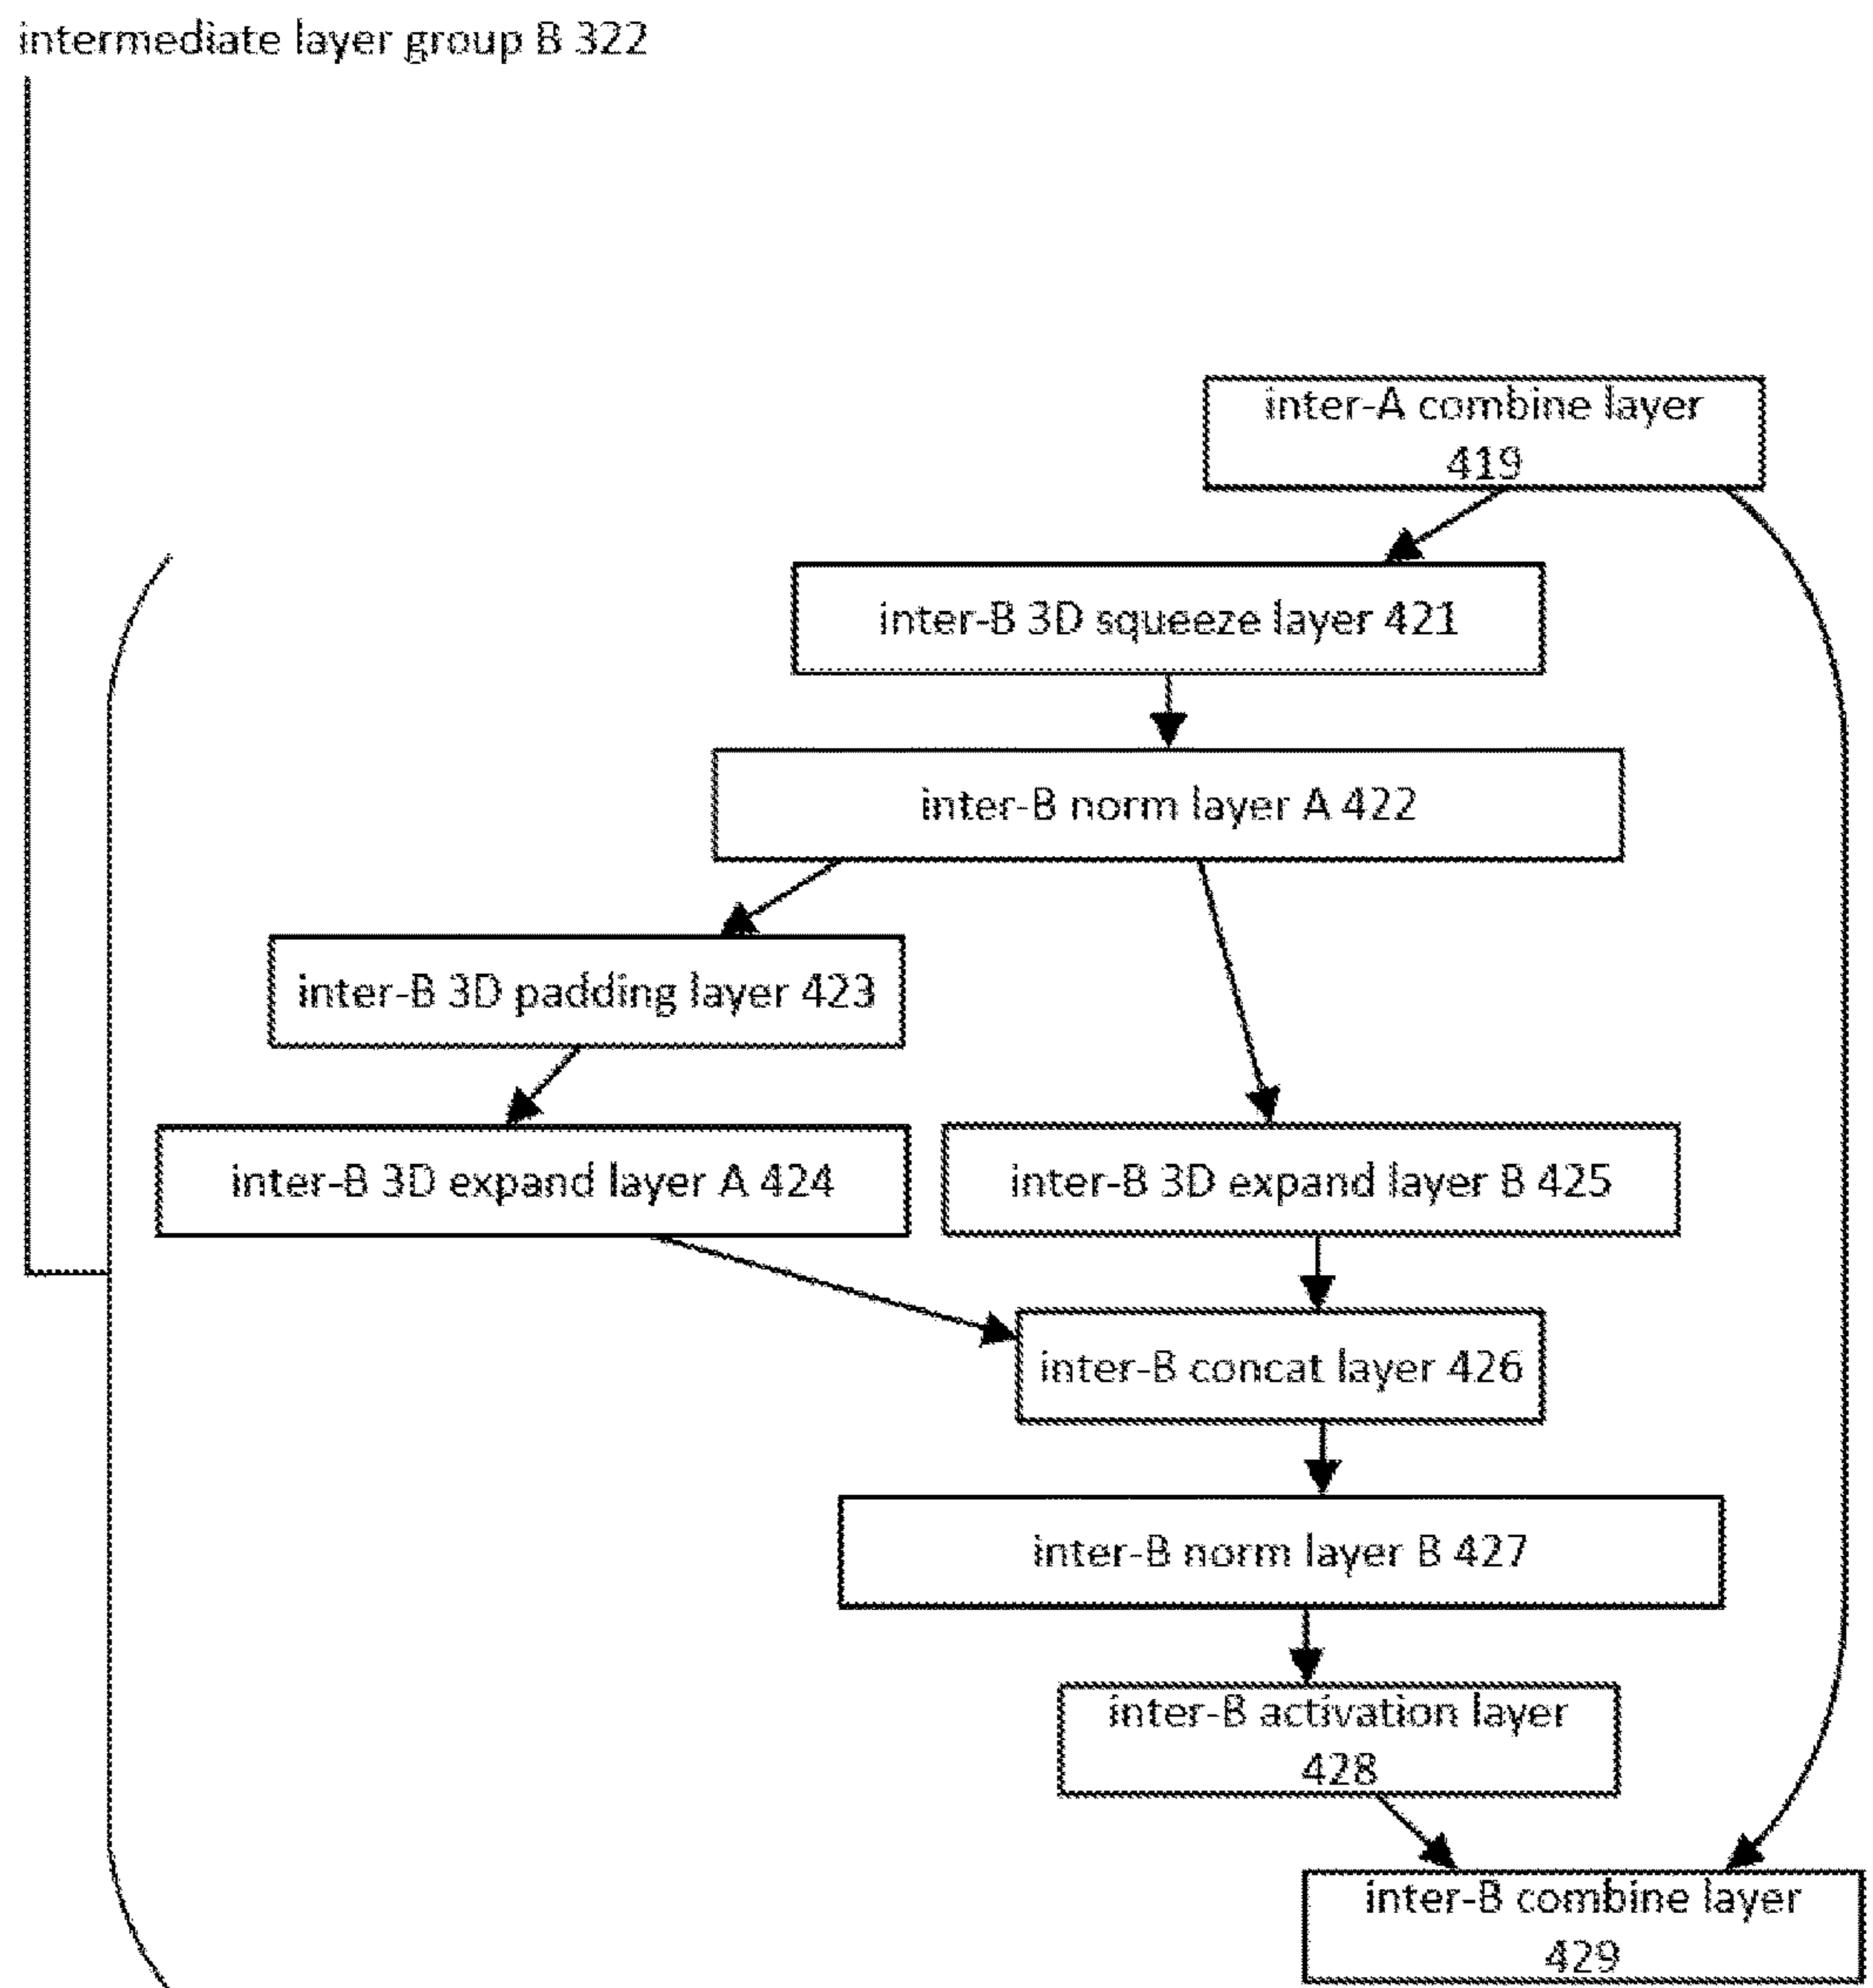 intermediate layer group B 322
inter-A combine layer
419
inter-B 3D squeeze layer 421
inter-B norm layer A 422
inter-B 3D padding layer 423
inter-B 3D expand layer A 424
inter-B 3D expand layer B 425
inter-B concat layer 426
inter-B norm layer B 427
inter-B activation layer
428
inter-B combine layer
429